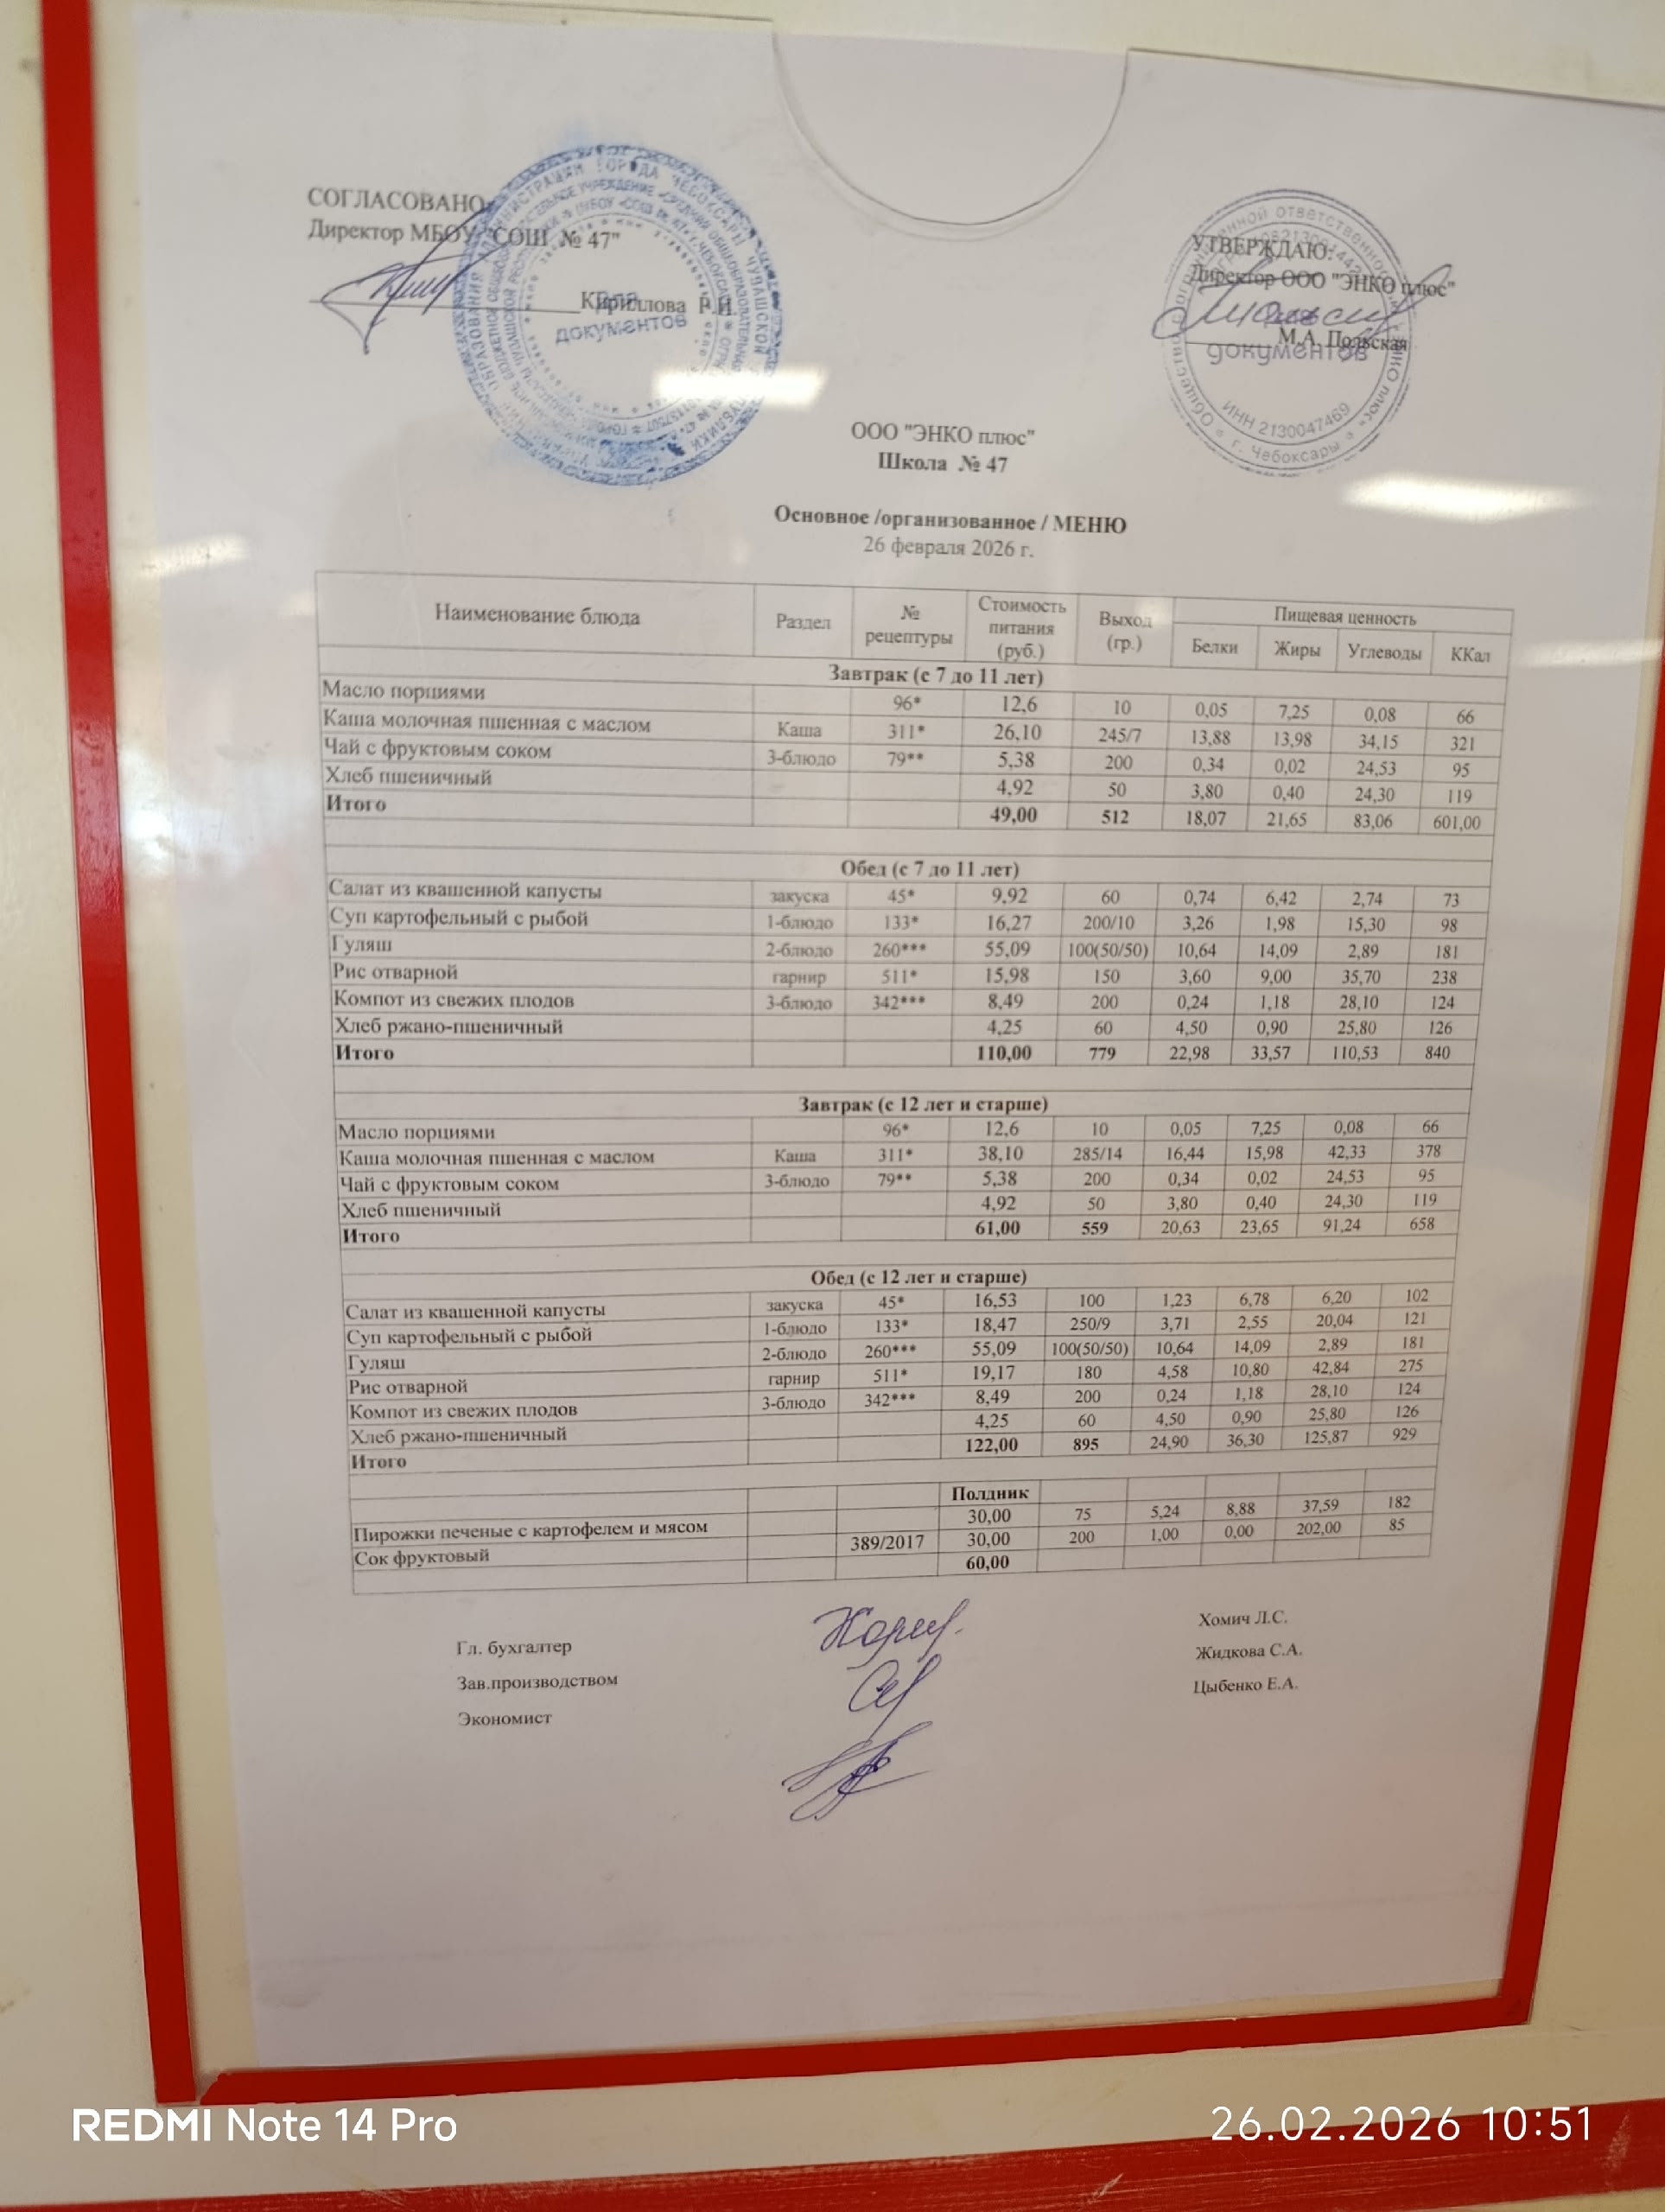 СОГЛАСОВАНО:
Директор МБОУ "СОШ № 47"
Кириллова Р.И.
документов
УТВЕРЖДАЮ:
Директор ООО "ЭНКО плюс"
М.А. Польская
документов
ИНН 2130047469
г. Чебоксары
ООО "ЭНКО плюс"
Школа № 47
Основное /организованное / МЕНЮ
26 февраля 2026 г.
Наименование блюда Раздел № рецептуры Стоимость питания (руб.) Выход (гр.) Пищевая ценность
Белки Жиры Углеводы ККал
Завтрак (с 7 до 11 лет)
Масло порциями 96* 12,6 10 0,05 7,25 0,08 66
Каша молочная пшенная с маслом Каша 311* 26,10 245/7 13,88 13,98 34,15 321
Чай с фруктовым соком 3-блюдо 79** 5,38 200 0,34 0,02 24,53 95
Хлеб пшеничный 4,92 50 3,80 0,40 24,30 119
Итого 49,00 512 18,07 21,65 83,06 601,00
Обед (с 7 до 11 лет)
Салат из квашенной капусты закуска 45* 9,92 60 0,74 6,42 2,74 73
Суп картофельный с рыбой 1-блюдо 133* 16,27 200/10 3,26 1,98 15,30 98
Гуляш 2-блюдо 260*** 55,09 100(50/50) 10,64 14,09 2,89 181
Рис отварной гарнир 511* 15,98 150 3,60 9,00 35,70 238
Компот из свежих плодов 3-блюдо 342*** 8,49 200 0,24 1,18 28,10 124
Хлеб ржано-пшеничный 4,25 60 4,50 0,90 25,80 126
Итого 110,00 779 22,98 33,57 110,53 840
Завтрак (с 12 лет и старше)
Масло порциями 96* 12,6 10 0,05 7,25 0,08 66
Каша молочная пшенная с маслом Каша 311* 38,10 285/14 16,44 15,98 42,33 378
Чай с фруктовым соком 3-блюдо 79** 5,38 200 0,34 0,02 24,53 95
Хлеб пшеничный 4,92 50 3,80 0,40 24,30 119
Итого 61,00 559 20,63 23,65 91,24 658
Обед (с 12 лет и старше)
Салат из квашенной капусты закуска 45* 16,53 100 1,23 6,78 6,20 102
Суп картофельный с рыбой 1-блюдо 133* 18,47 250/9 3,71 2,55 20,04 121
Гуляш 2-блюдо 260*** 55,09 100(50/50) 10,64 14,09 2,89 181
Рис отварной гарнир 511* 19,17 180 4,58 10,80 42,84 275
Компот из свежих плодов 3-блюдо 342*** 8,49 200 0,24 1,18 28,10 124
Хлеб ржано-пшеничный 4,25 60 4,50 0,90 25,80 126
Итого 122,00 895 24,90 36,30 125,87 929
Полдник
Пирожки печеные с картофелем и мясом 30,00 75 5,24 8,88 37,59 182
Сок фруктовый 389/2017 30,00 200 1,00 0,00 202,00 85
60,00
Гл. бухгалтер Хомич Л.С.
Зав.производством Жидкова С.А.
Экономист Цыбенко Е.А.
REDMI Note 14 Pro 26.02.2026 10:51